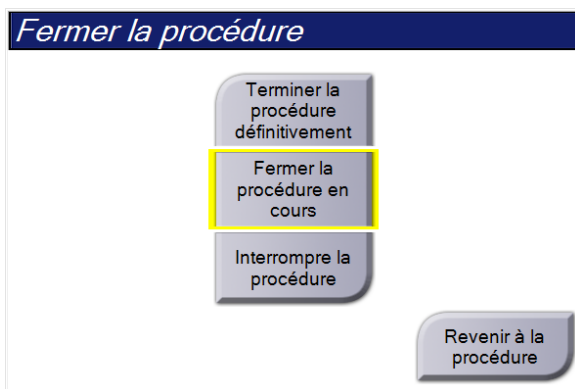 Fermer la procédure
Terminer la
procédure
définitivement
Fermer la
procédure en
cours
Interrompre la
procédure
Revenir à la
procédure